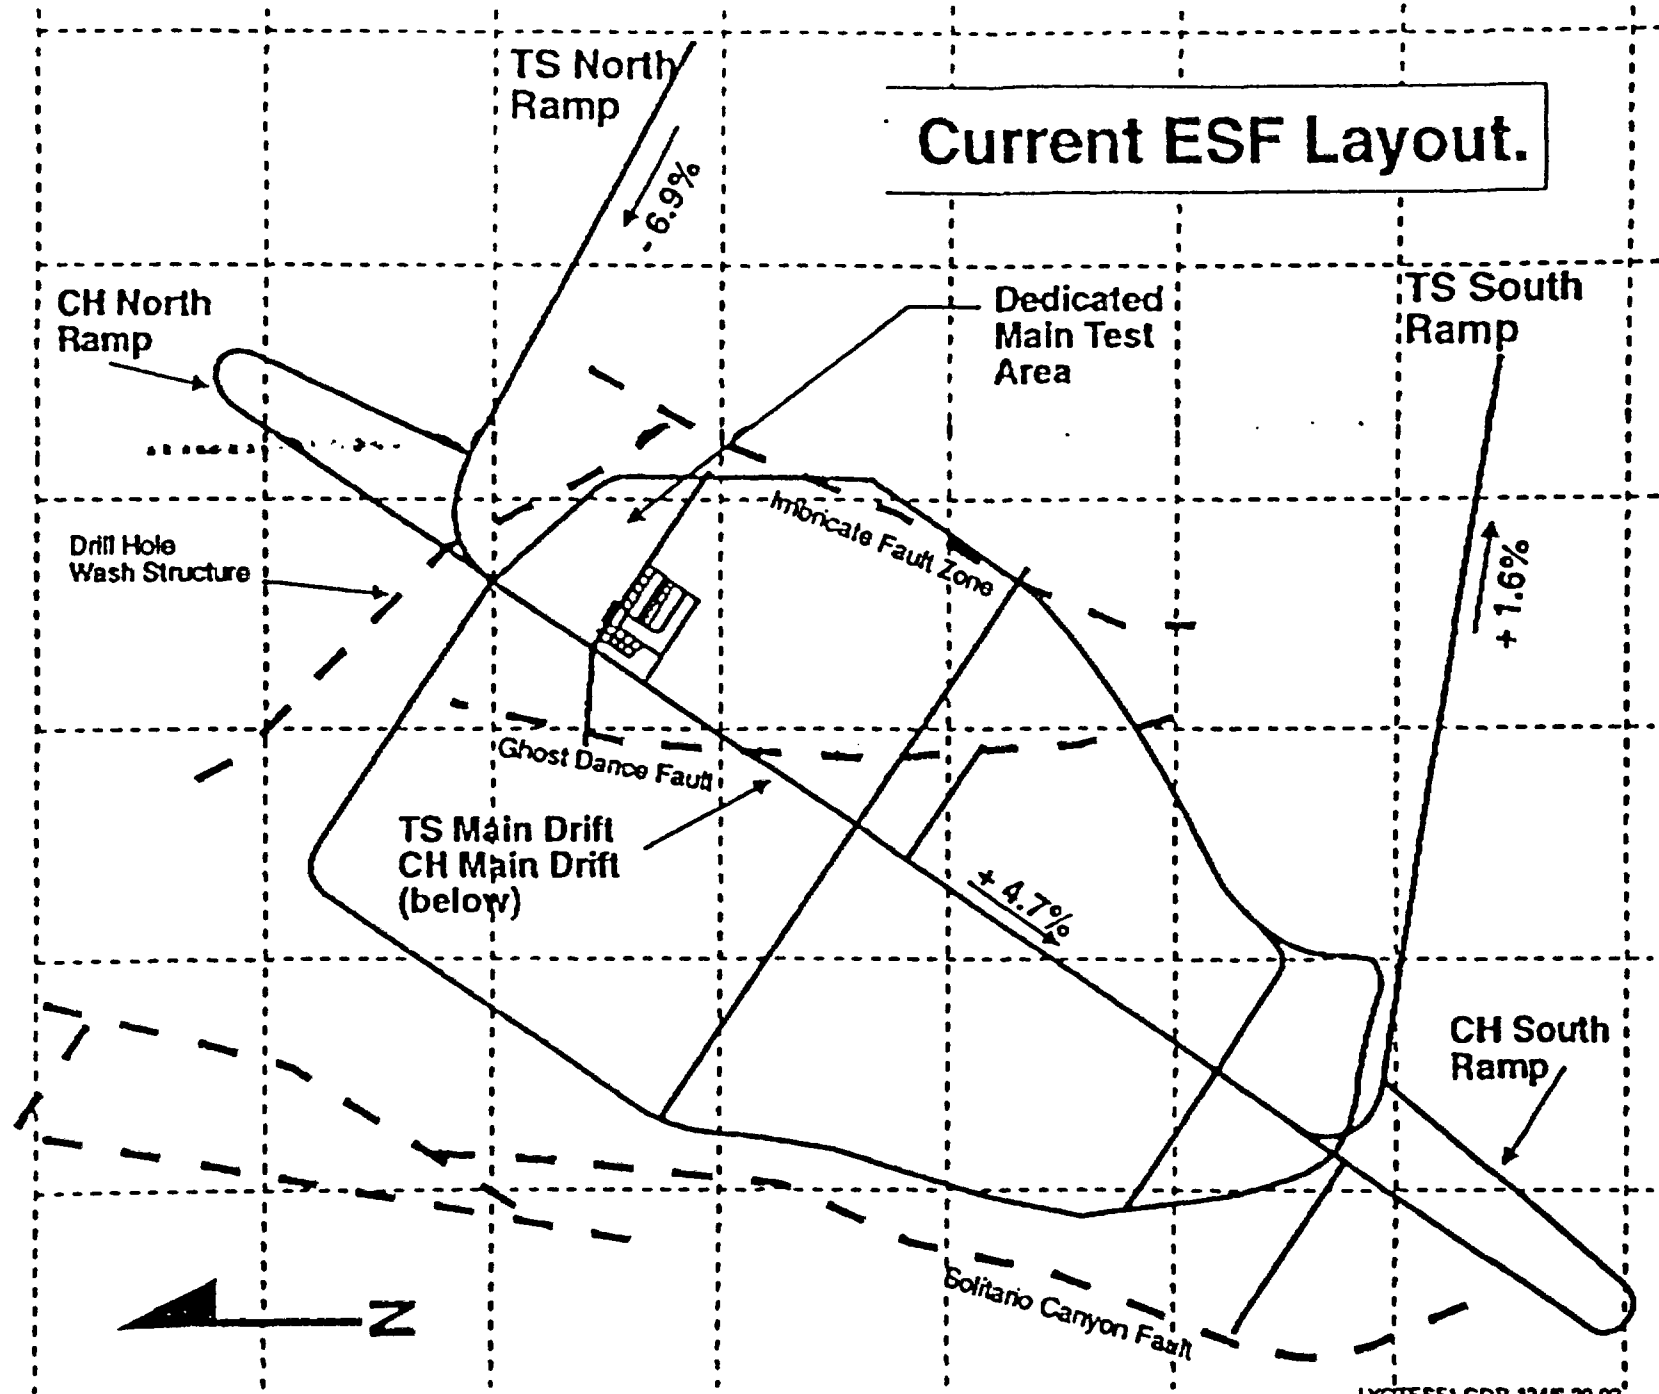 TS North
Ramp
Current ESF Layout.
- 6.9%
CH North
Ramp
Dedicated
Main Test
Area
TS South
Ramp
Imbricate Fault Zone
Drill Hole
Wash Structure
+ 1.6%
Ghost Dance Fault
TS Main Drift
CH Main Drift
(below)
+ 4.7%
CH South
Ramp
Solitario Canyon Fault
N